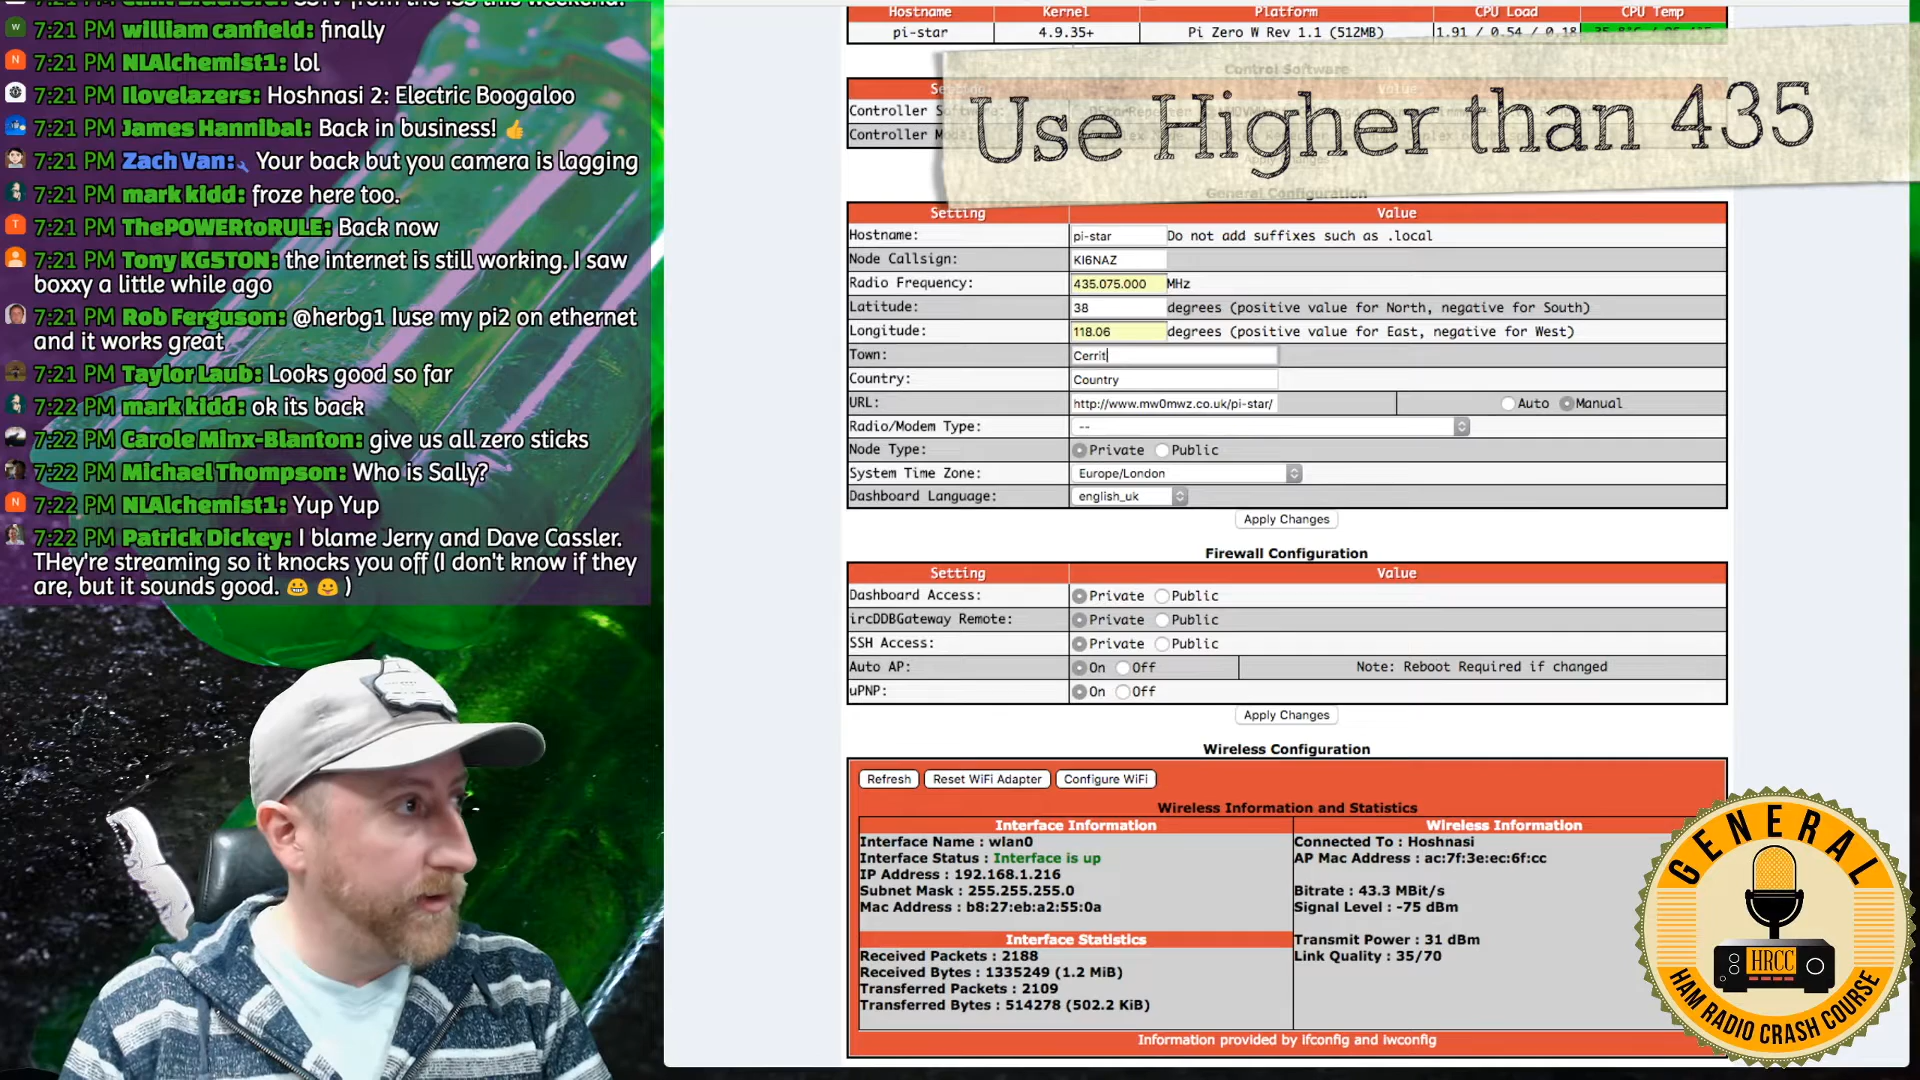 william canfield: finally
7:21 PM william canfield: finally
7:21 PM NLAlchemist1: lol
7:21 PM Ilovelazers: Hoshnasi 2: Electric Boogaloo
7:21 PM James Hannibal: Back in business! 👍
7:21 PM Zach Van: Your back but you camera is lagging
7:21 PM mark kidd: froze here too.
7:21 PM ThePOWERtoRULE: Back now
7:21 PM Tony KG5TON: the internet is still working. I saw
boxxy a little while ago
7:21 PM Rob Ferguson: @herbg1 Iuse my pi2 on ethernet
and it works great
7:21 PM Taylor Laub: Looks good so far
7:22 PM mark kidd: ok its back
7:22 PM Carole Minx-Blanton: give us all zero sticks
7:22 PM Michael Thompson: Who is Sally?
7:22 PM NLAlchemist1: Yup Yup
7:22 PM Patrick Dickey: I blame Jerry and Dave Cassler.
THey're streaming so it knocks you off (I don't know if they
are, but it sounds good. 😬 🙂 )
Hostname Kernel Platform CPU Load CPU Temp
pi-star 4.9.35+ Pi Zero W Rev 1.1 (512MB) 1.91 / 0.54 / 0.18
Control Software
Use Higher than 435
General Configuration
Setting Value
Hostname: pi-star Do not add suffixes such as .local
Node Callsign: KI6NAZ
Radio Frequency: 435.075.000 MHz
Latitude: 38 degrees (positive value for North, negative for South)
Longitude: 118.06 degrees (positive value for East, negative for West)
Town: Cerrit
Country: Country
URL: http://www.mw0mwz.co.uk/pi-star/ Auto Manual
Radio/Modem Type: --
Node Type: Private Public
System Time Zone: Europe/London
Dashboard Language: english_uk
Apply Changes
Firewall Configuration
Setting Value
Dashboard Access: Private Public
ircDDBGateway Remote: Private Public
SSH Access: Private Public
Auto AP: On Off Note: Reboot Required if changed
uPNP: On Off
Apply Changes
Wireless Configuration
Refresh Reset WiFi Adapter Configure WiFi
Wireless Information and Statistics
Interface Information Wireless Information
Interface Name : wlan0 Connected To : Hoshnasi
Interface Status : Interface is up AP Mac Address : ac:7f:3e:ec:6f:cc
IP Address : 192.168.1.216
Subnet Mask : 255.255.255.0 Bitrate : 43.3 MBit/s
Mac Address : b8:27:eb:a2:55:0a Signal Level : -75 dBm
Interface Statistics Transmit Power : 31 dBm
Received Packets : 2188 Link Quality : 35/70
Received Bytes : 1335249 (1.2 MiB)
Transferred Packets : 2109
Transferred Bytes : 514278 (502.2 KiB)
Information provided by ifconfig and iwconfig
GENERAL
HRCC
HAM RADIO CRASH COURSE